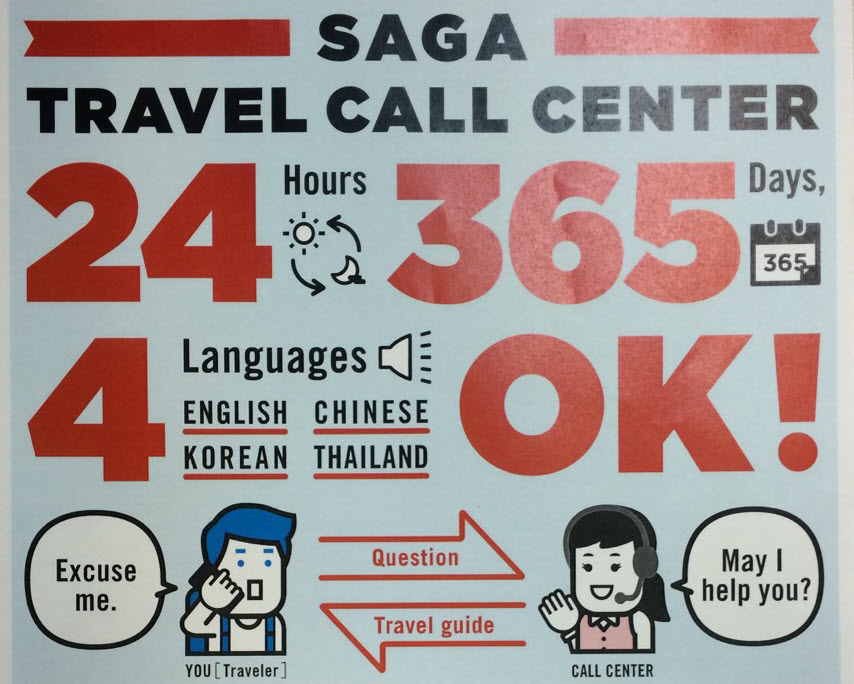 SAGA
TRAVEL CALL CENTER
24 Hours 365 Days,
365
4 Languages OK!
ENGLISH CHINESE
KOREAN THAILAND
Excuse
me.
Question
Travel guide
May I
help you?
YOU [Traveler]
CALL CENTER